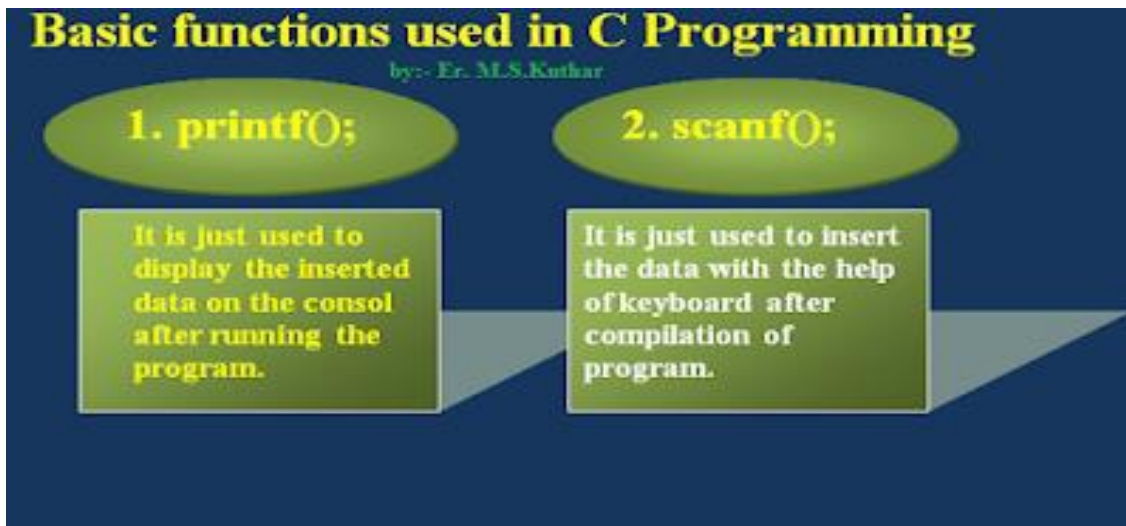 Basic functions used in C Programming
by:- Er. M.S.Kuthar
1. printf();
It is just used to
display the inserted
data on the consol
after running the
program.
2. scanf();
It is just used to insert
the data with the help
of keyboard after
compilation of
program.